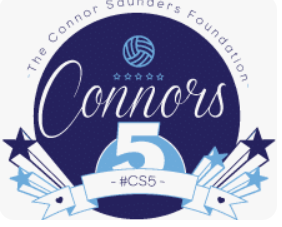 -The Connor Saunders Foundation-
Connors
5
- #CS5 -